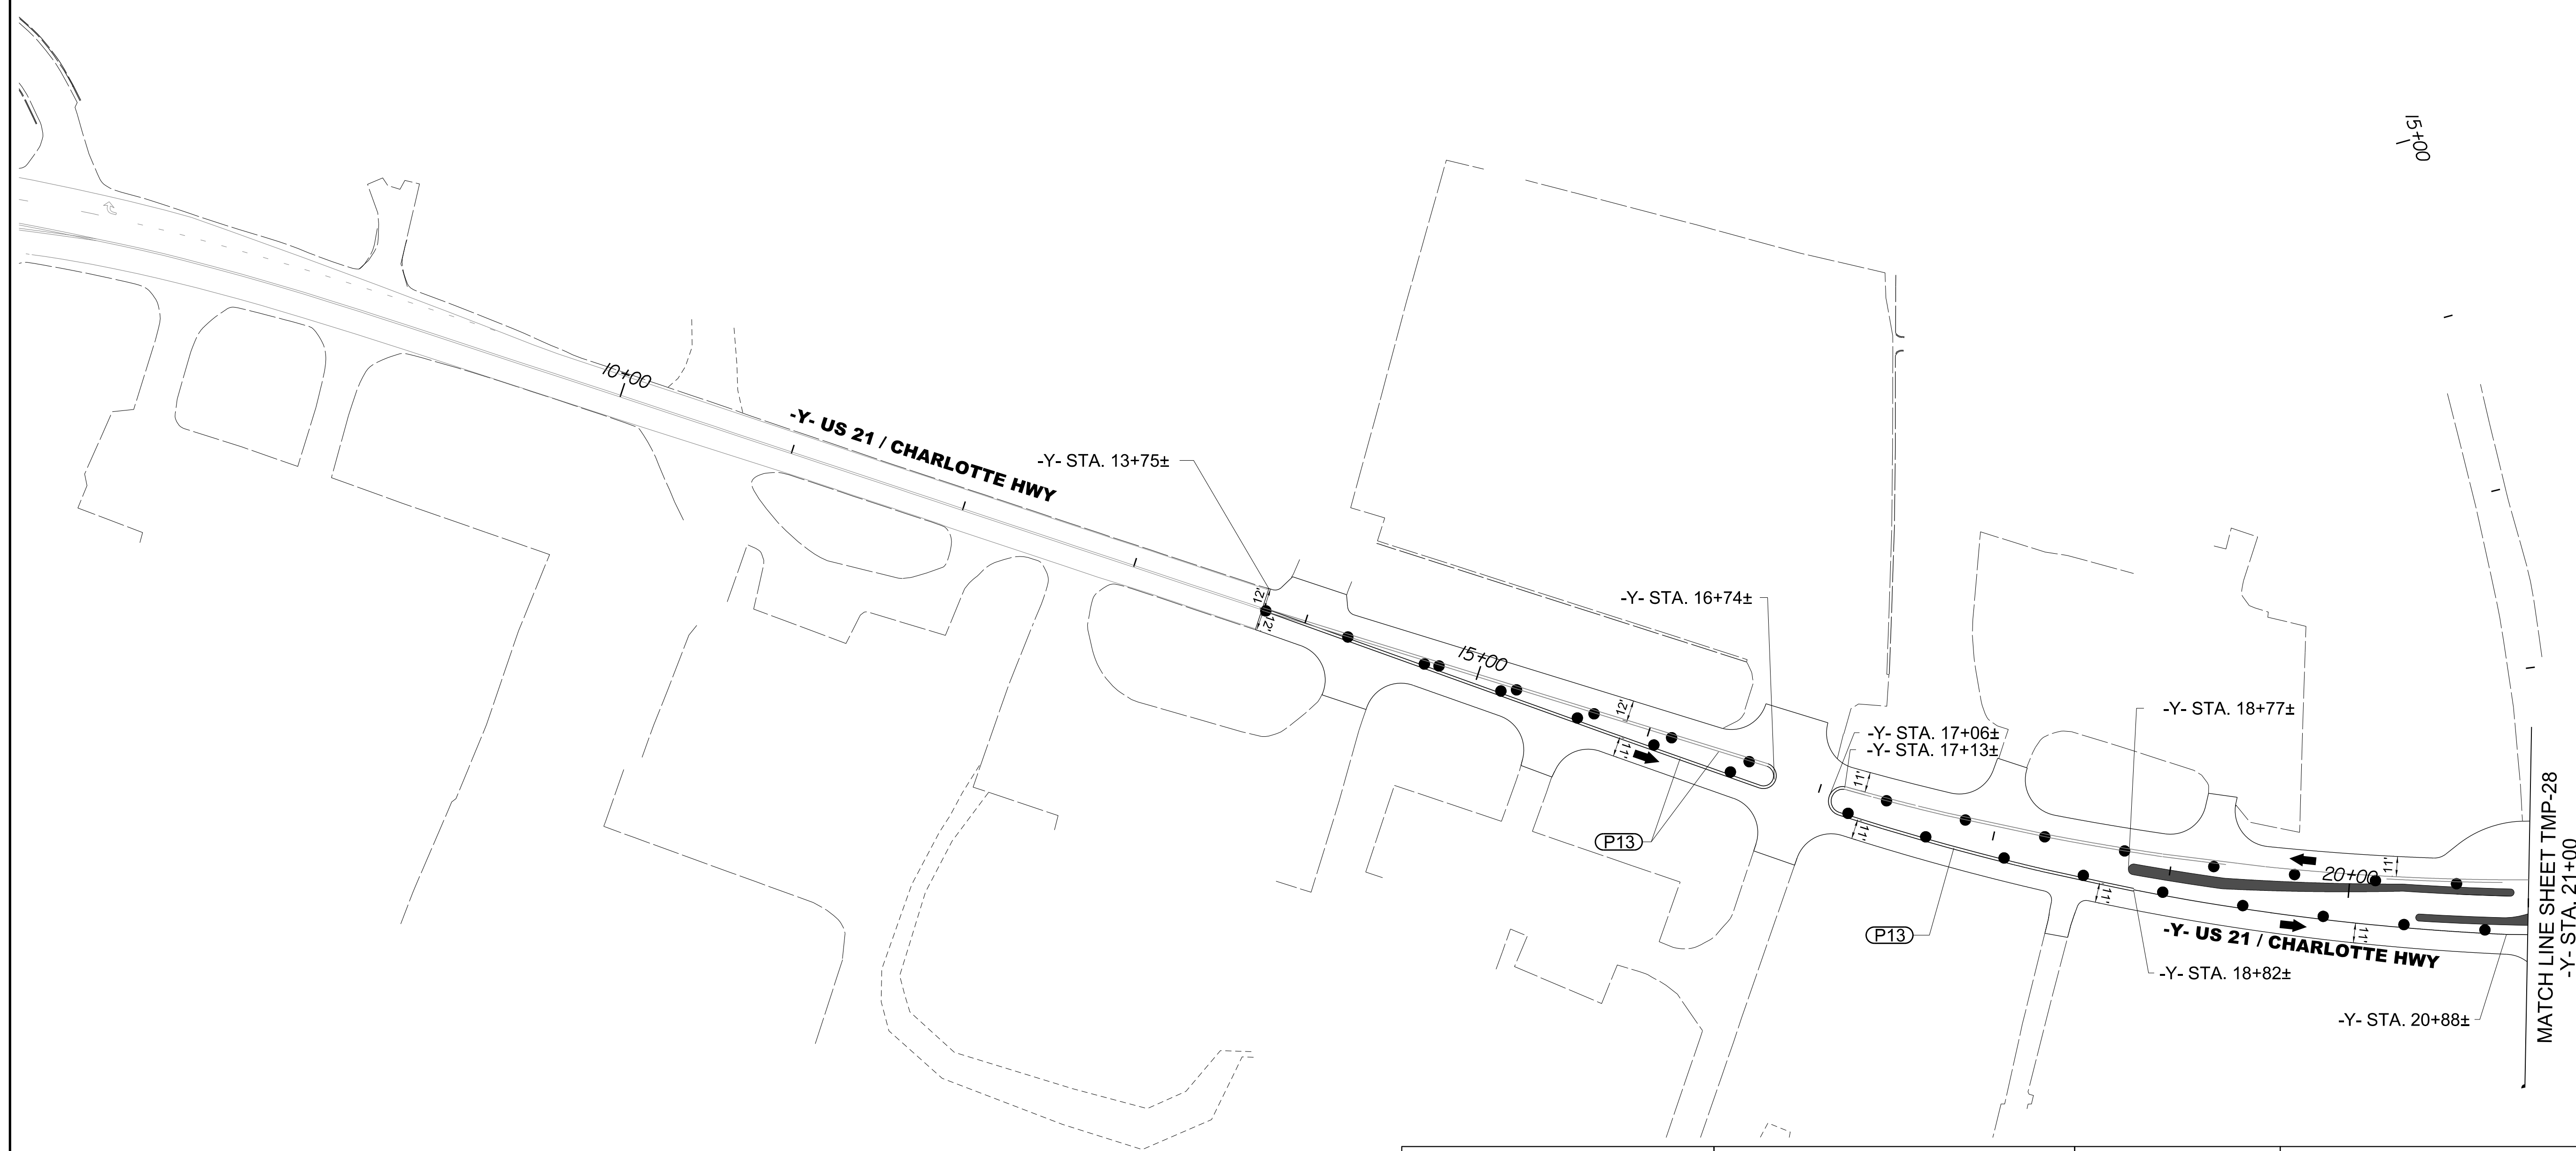 15+00
10+00
-Y- US 21 / CHARLOTTE HWY
-Y- STA. 13+75±
12'
12'
-Y- STA. 16+74±
15+00
12'
11'
P13
-Y- STA. 17+06±
-Y- STA. 17+13±
-Y- STA. 18+77±
11'
11'
11'
11'
20+00
11'
P13
-Y- US 21 / CHARLOTTE HWY
-Y- STA. 18+82±
-Y- STA. 20+88±
MATCH LINE SHEET TMP-28
-Y- STA. 21+00